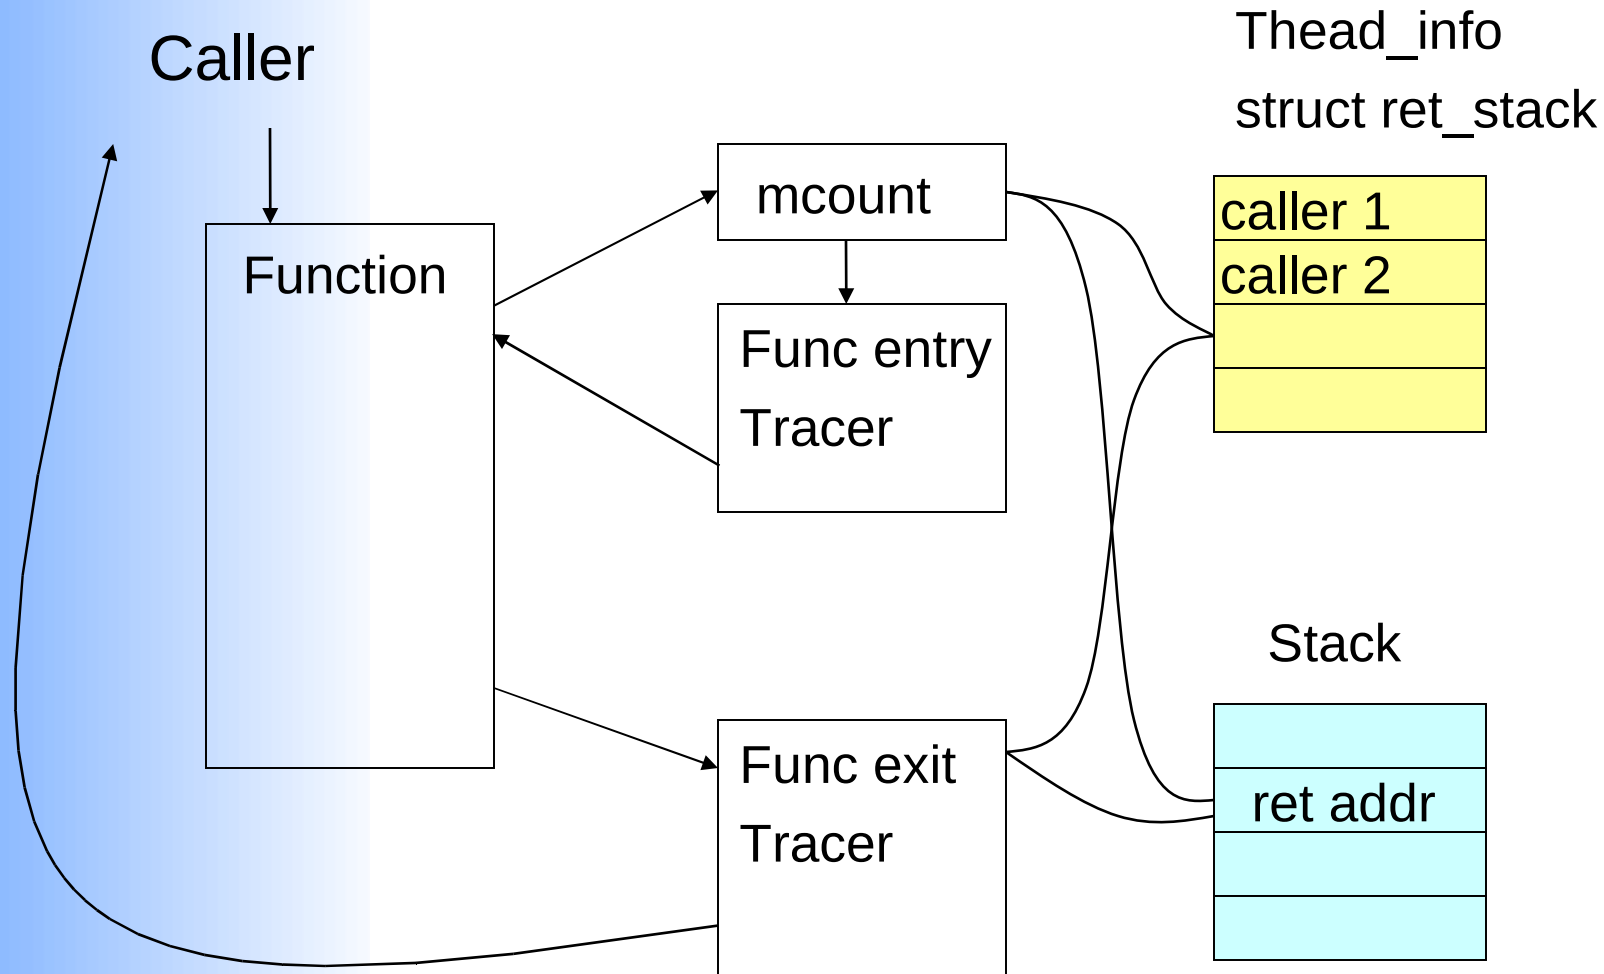 Caller
Thead_info
struct ret_stack
mcount
caller 1
caller 2
Function
Func entry
Tracer
Stack
Func exit
Tracer
ret addr